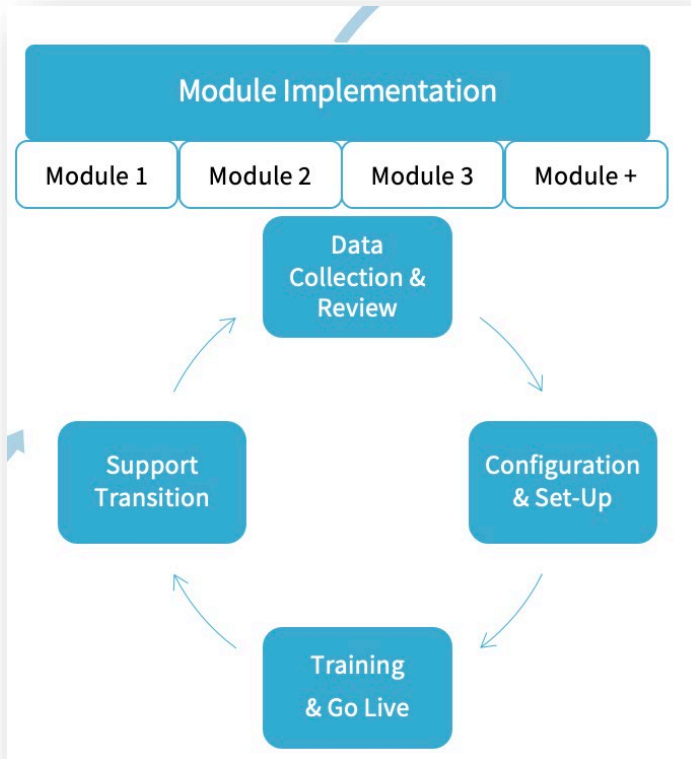 Module Implementation
Module 1
Module 2
Module 3
Module +
Data
Collection &
Review
Support
Transition
Configuration
& Set-Up
Training
& Go Live